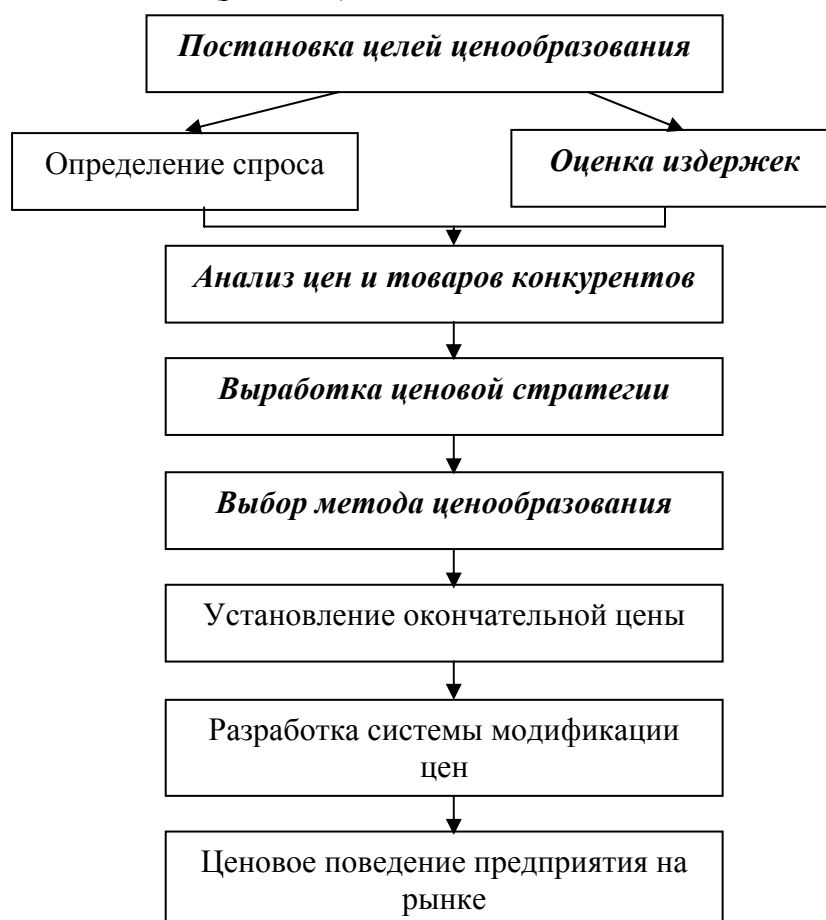 Постановка целей ценообразования
Определение спроса
Оценка издержек
Анализ цен и товаров конкурентов
Выработка ценовой стратегии
Выбор метода ценообразования
Установление окончательной цены
Разработка системы модификации
цен
Ценовое поведение предприятия на
рынке